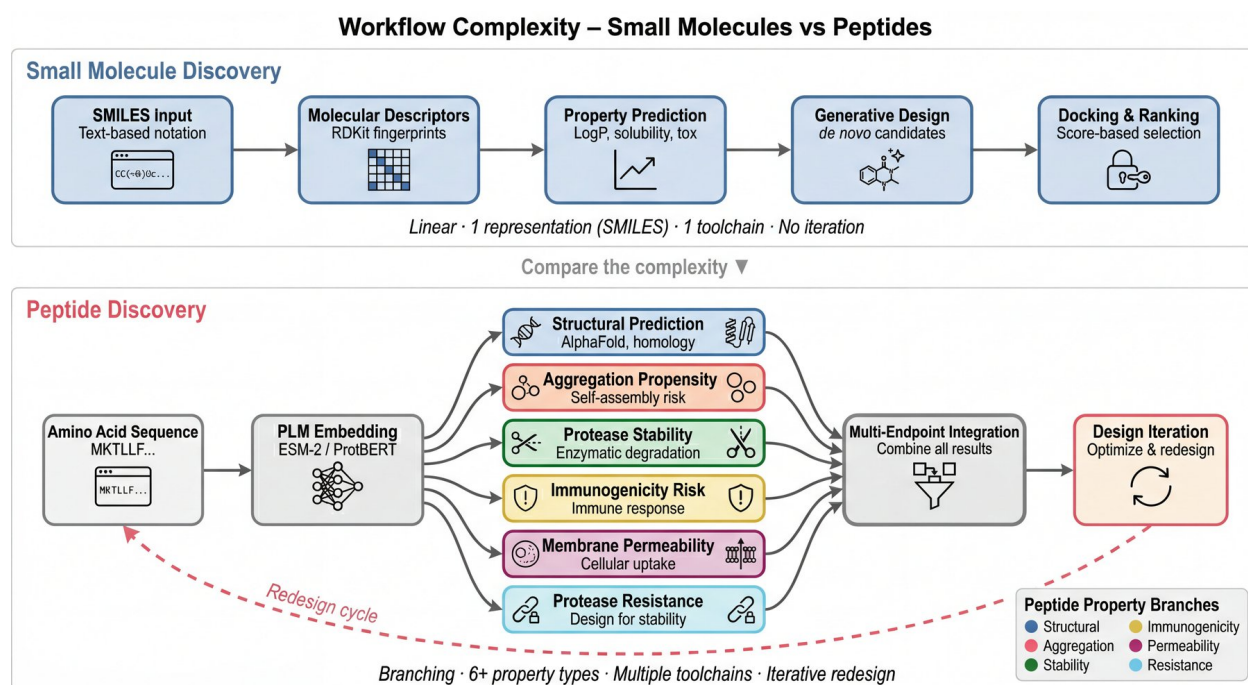 Workflow Complexity – Small Molecules vs Peptides
Small Molecule Discovery
SMILES Input
Text-based notation
Molecular Descriptors
RDKit fingerprints
Property Prediction
LogP, solubility, tox
Generative Design
de novo candidates
Docking & Ranking
Score-based selection
Linear · 1 representation (SMILES) · 1 toolchain · No iteration
Compare the complexity ▼
Peptide Discovery
Amino Acid Sequence
MKTLLF...
MKTLLF...
PLM Embedding
ESM-2 / ProtBERT
Structural Prediction
AlphaFold, homology
Aggregation Propensity
Self-assembly risk
Protease Stability
Enzymatic degradation
Immunogenicity Risk
Immune response
Membrane Permeability
Cellular uptake
Protease Resistance
Design for stability
Multi-Endpoint Integration
Combine all results
Design Iteration
Optimize & redesign
Redesign cycle
Peptide Property Branches
Structural
Aggregation
Stability
Immunogenicity
Permeability
Resistance
Branching · 6+ property types · Multiple toolchains · Iterative redesign